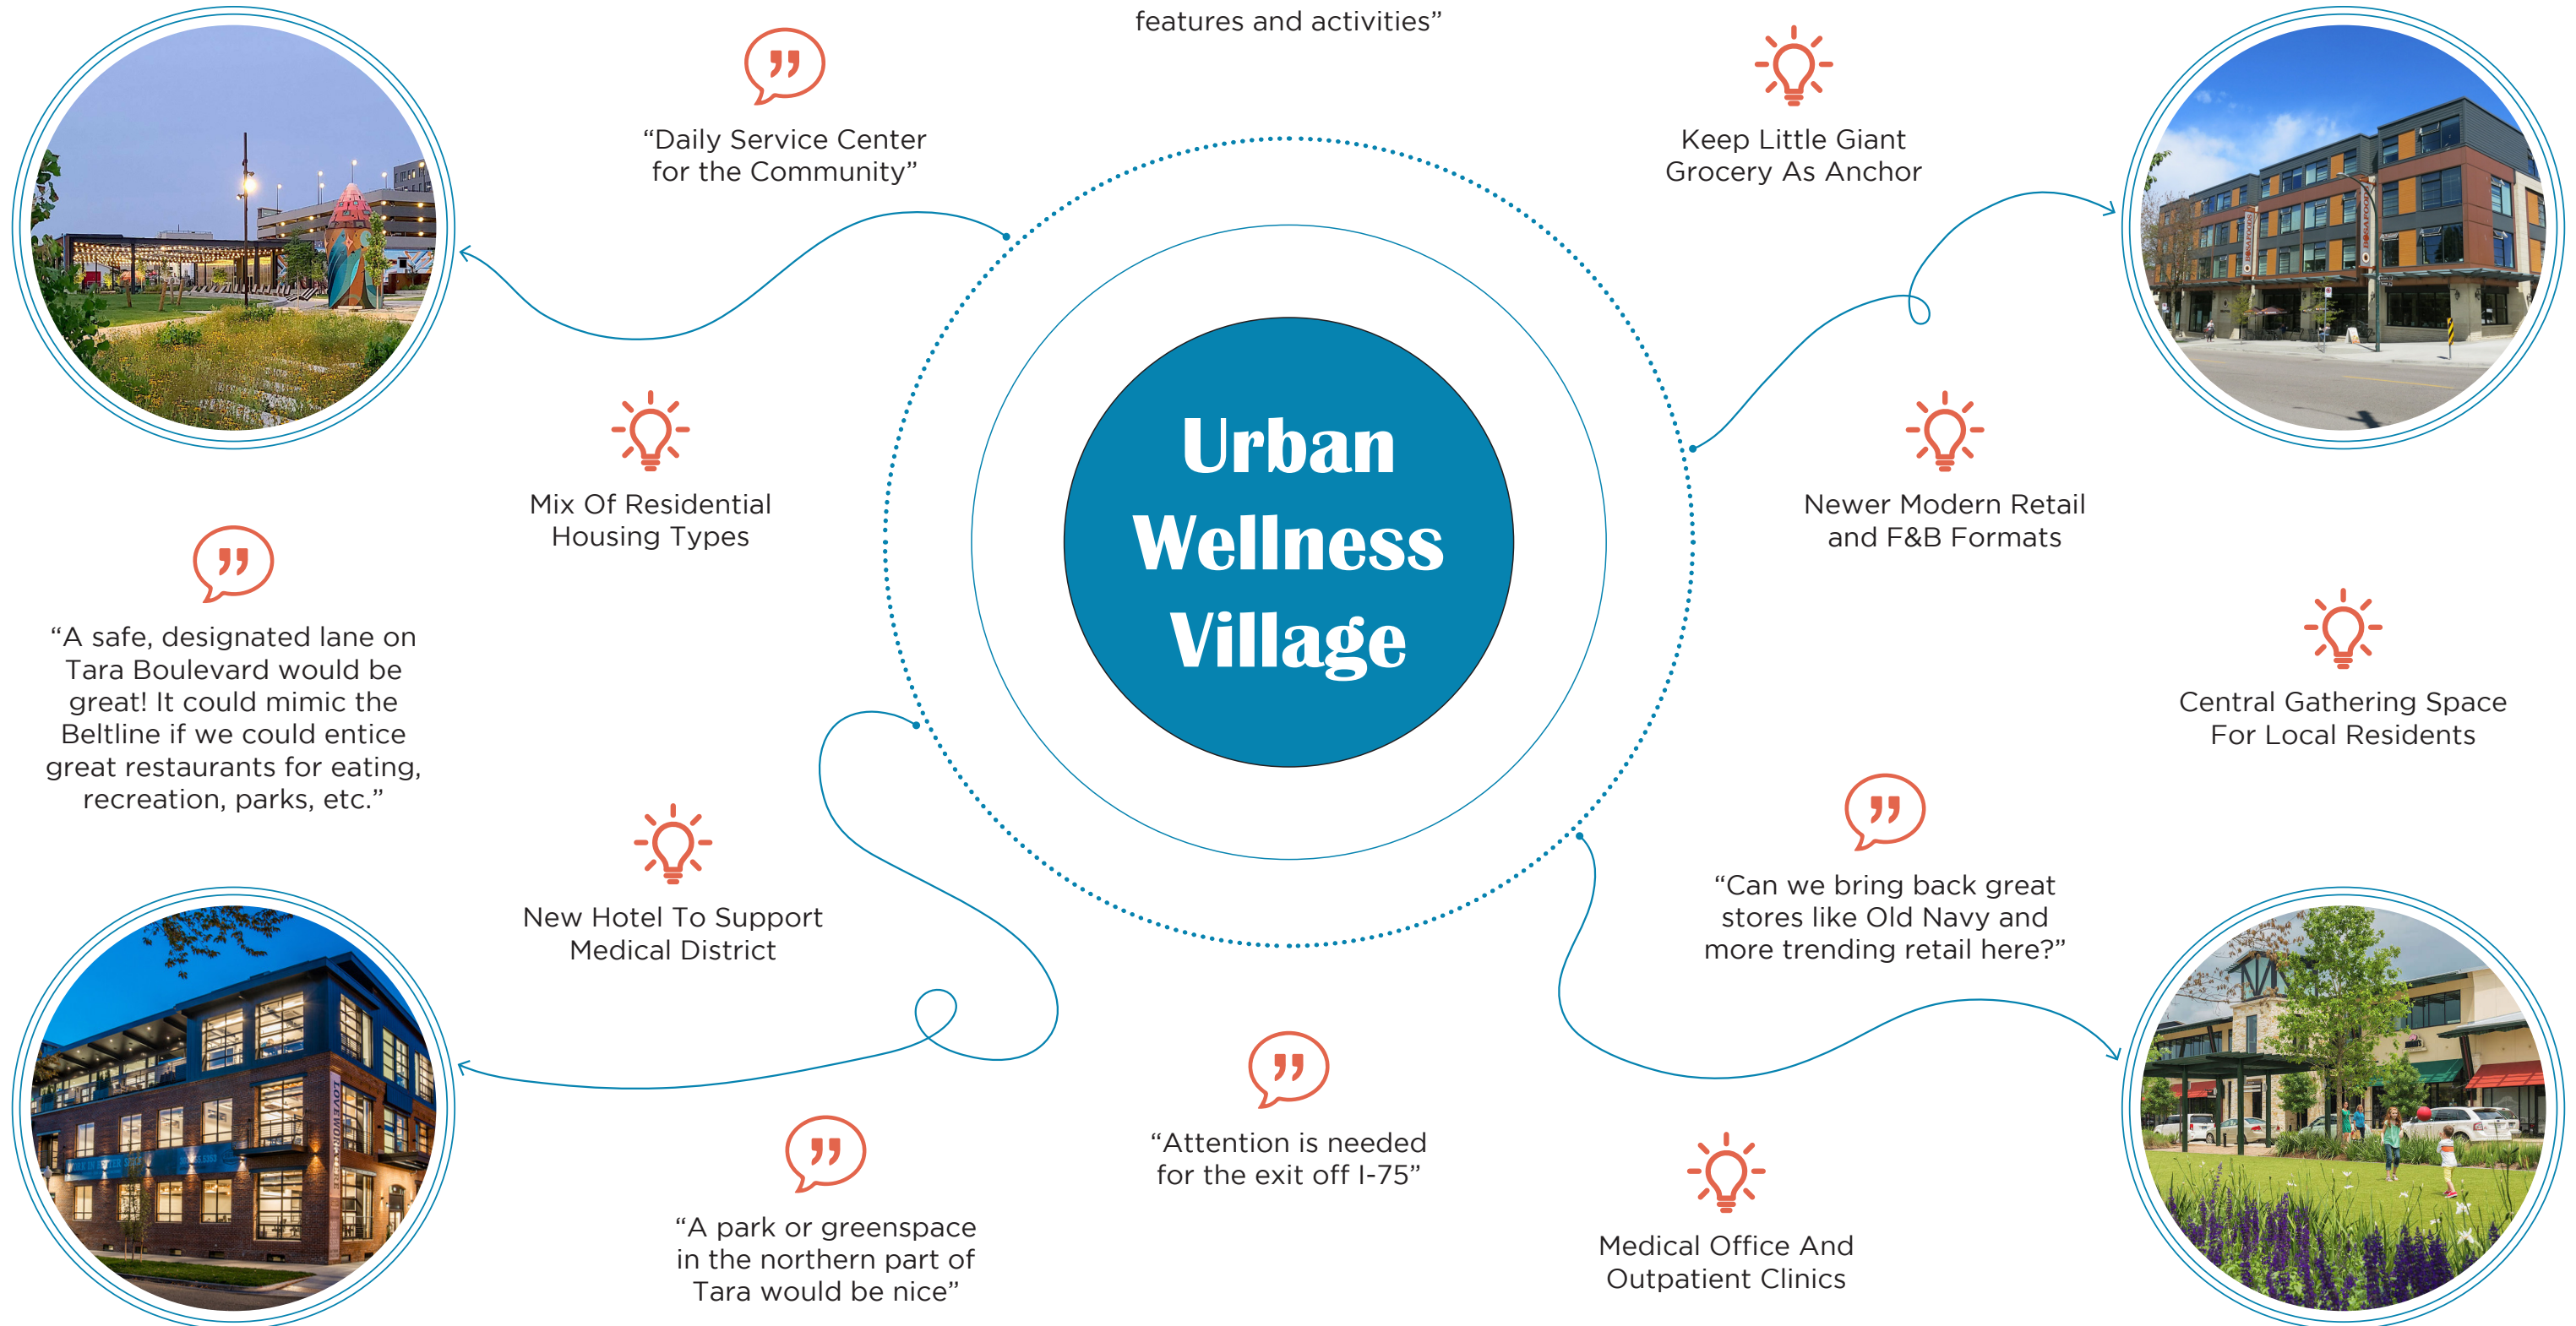 features and activities”
“Daily Service Center
for the Community”
Keep Little Giant
Grocery As Anchor
Mix Of Residential
Housing Types
Urban
Wellness
Village
Newer Modern Retail
and F&B Formats
“A safe, designated lane on
Tara Boulevard would be
great! It could mimic the
Beltline if we could entice
great restaurants for eating,
recreation, parks, etc.”
Central Gathering Space
For Local Residents
New Hotel To Support
Medical District
“Can we bring back great
stores like Old Navy and
more trending retail here?”
“Attention is needed
for the exit off I-75”
“A park or greenspace
in the northern part of
Tara would be nice”
Medical Office And
Outpatient Clinics